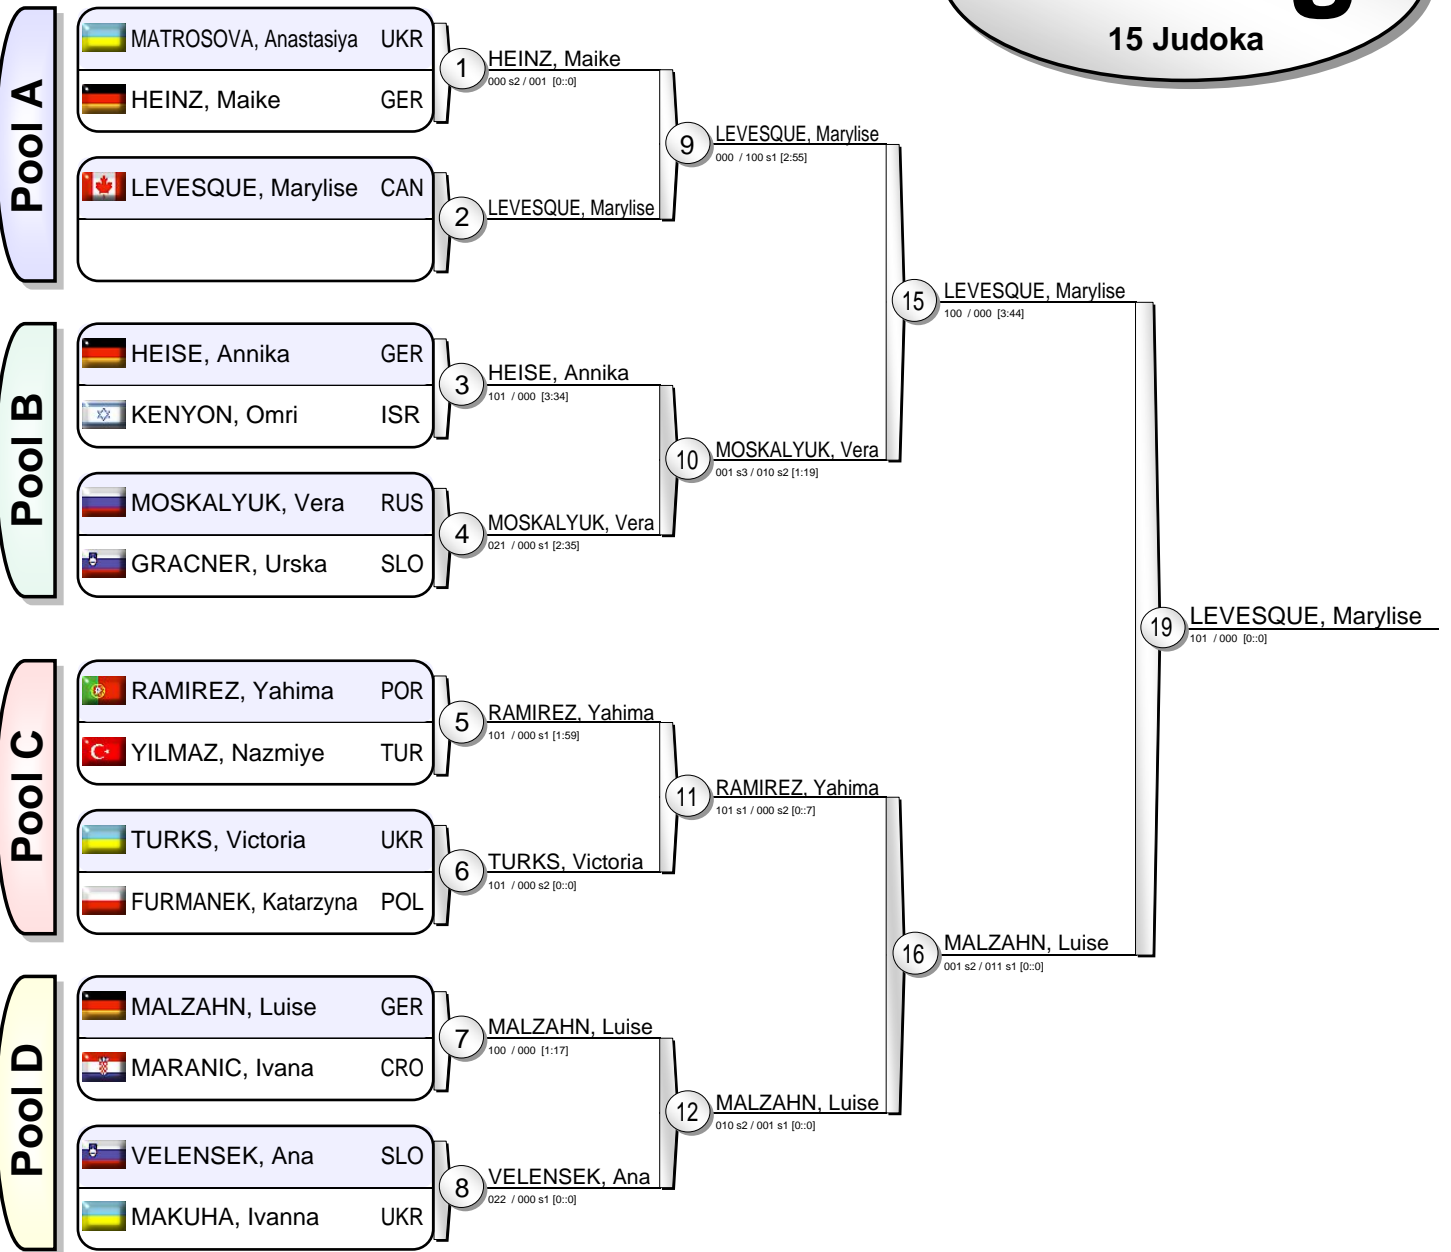 15 Judoka
Pool A
MATROSOVA, Anastasiya UKR
HEINZ, Maike GER
1
HEINZ, Maike
000 s2 / 001 [0::0]
LEVESQUE, Marylise CAN
2
LEVESQUE, Marylise
9
LEVESQUE, Marylise
000 / 100 s1 [2:55]
Pool B
HEISE, Annika GER
KENYON, Omri ISR
3
HEISE, Annika
101 / 000 [3:34]
MOSKALYUK, Vera RUS
GRACNER, Urska SLO
4
MOSKALYUK, Vera
021 / 000 s1 [2:35]
10
MOSKALYUK, Vera
001 s3 / 010 s2 [1:19]
15
LEVESQUE, Marylise
100 / 000 [3:44]
Pool C
RAMIREZ, Yahima POR
YILMAZ, Nazmiye TUR
5
RAMIREZ, Yahima
101 / 000 s1 [1:59]
TURKS, Victoria UKR
FURMANEK, Katarzyna POL
6
TURKS, Victoria
101 / 000 s2 [0::0]
11
RAMIREZ, Yahima
101 s1 / 000 s2 [0::7]
Pool D
MALZAHN, Luise GER
MARANIC, Ivana CRO
7
MALZAHN, Luise
100 / 000 [1:17]
VELENSEK, Ana SLO
MAKUHA, Ivanna UKR
8
VELENSEK, Ana
022 / 000 s1 [0::0]
12
MALZAHN, Luise
010 s2 / 001 s1 [0::0]
16
MALZAHN, Luise
001 s2 / 011 s1 [0::0]
19
LEVESQUE, Marylise
101 / 000 [0::0]